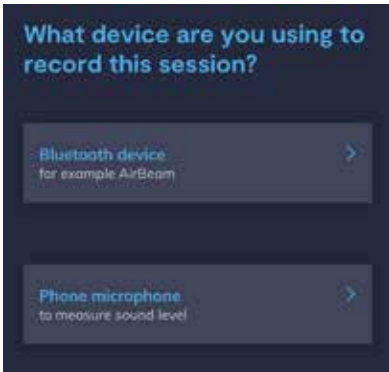 What device are you using to
record this session?
Bluetooth device
for example AirBeam
Phone microphone
to measure sound level